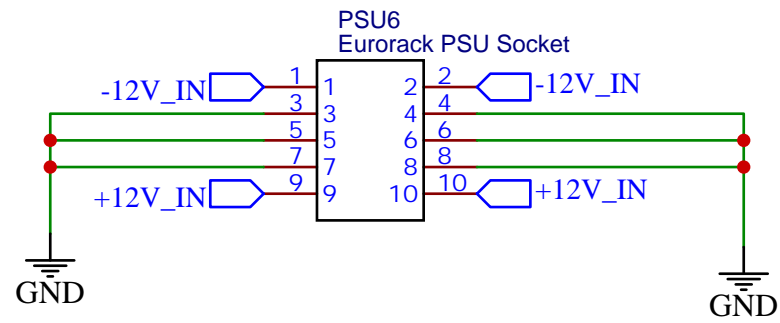 PSU6
Eurorack PSU Socket
-12V_IN 1 1 2 2 -12V_IN
3 3 4 4
5 5 6 6
7 7 8 8
+12V_IN 9 9 10 10 +12V_IN
GND GND